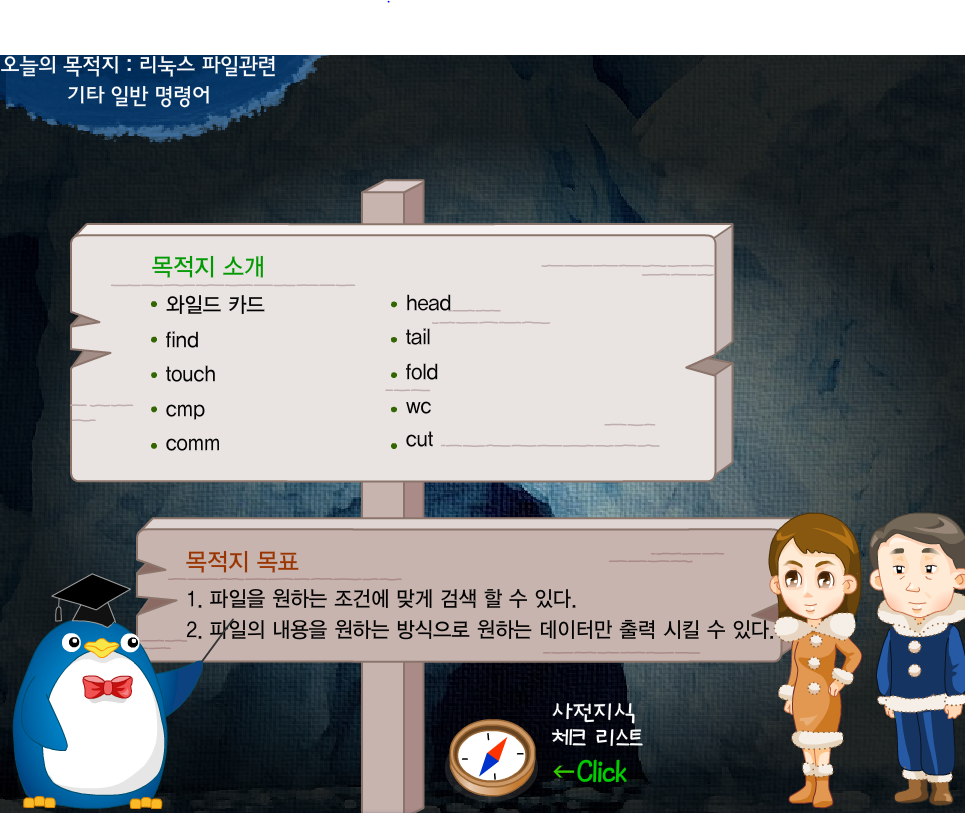 오늘의 목적지 : 리눅스 파일관련
기타 일반 명령어
목적지 소개
• 와일드 카드
• find
• touch
• cmp
• comm
• head
• tail
• fold
• wc
• cut
목적지 목표
1. 파일을 원하는 조건에 맞게 검색 할 수 있다.
2. 파일의 내용을 원하는 방식으로 원하는 데이터만 출력 시킬 수 있다.
사전지식
체크 리스트
←Click